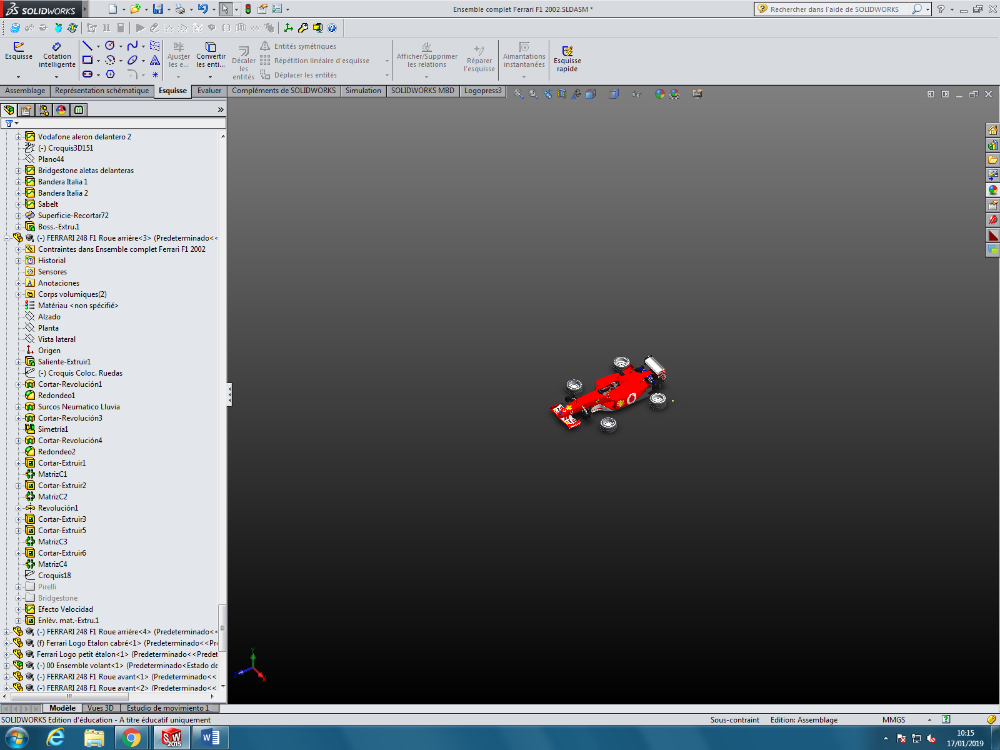 SOLIDWORKS
Ensemble complet Ferrari F1 2002.SLDASM *
Rechercher dans l'aide de SOLIDWORKS
Esquisse
Cotation intelligente
Ajuster les e...
Convertir les enti...
Décaler les entités
Entités symétriques
Répétition linéaire d'esquisse
Déplacer les entités
Afficher/Supprimer les relations
Réparer l'esquisse
Aimantations instantanées
Esquisse rapide
Assemblage
Représentation schématique
Esquisse
Evaluer
Compléments de SOLIDWORKS
Simulation
SOLIDWORKS MBD
Logopress3
Vodafone aleron delantero 2
(-) Croquis3D151
Plano44
Bridgestone aletas delanteras
Bandera Italia 1
Bandera Italia 2
Sabelt
Superficie-Recortar72
Boss.-Extru.1
(-) FERRARI 248 F1 Roue arrière<3> (Predeterminado<<
Contraintes dans Ensemble complet Ferrari F1 2002
Historial
Sensores
Anotaciones
Corps volumiques(2)
Matériau <non spécifié>
Alzado
Planta
Vista lateral
Origen
Saliente-Extruir1
(-) Croquis Coloc. Ruedas
Cortar-Revolución1
Redondeo1
Surcos Neumatico Lluvia
Cortar-Revolución3
Simetría1
Cortar-Revolución4
Redondeo2
Cortar-Extruir1
MatrizC1
Cortar-Extruir2
MatrizC2
Revolución1
Cortar-Extruir3
Cortar-Extruir5
MatrizC3
Cortar-Extruir6
MatrizC4
Croquis18
Pirelli
Bridgestone
Efecto Velocidad
Enlèv. mat.-Extru.1
(-) FERRARI 248 F1 Roue arrière<4> (Predeterminado<<
(f) Ferrari Logo Etalon cabré<1> (Predeterminado<<Pre
Ferrari Logo petit étalon<1> (Predeterminado<<Predet
(-) 00 Ensemble volant<1> (Predeterminado<Estado de
(-) FERRARI 248 F1 Roue avant<1> (Predeterminado<<
(-) FERRARI 248 F1 Roue avant<2> (Predeterminado<<
Y
Z
X
Modèle
Vues 3D
Estudio de movimiento 1
SOLIDWORKS Edition d'éducation - A titre éducatif uniquement
Sous-contraint
Edition: Assemblage
MMGS
SW 2015
10:15
17/01/2019